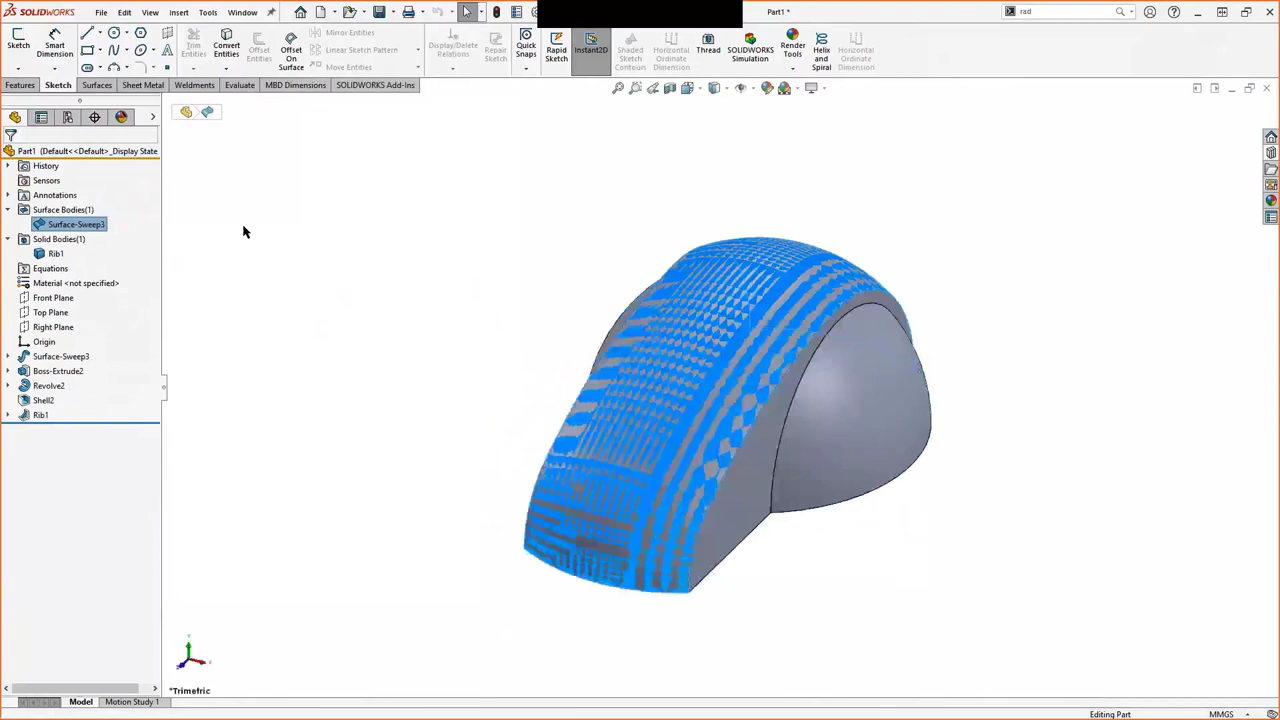 SOLIDWORKS File Edit View Insert Tools Window Part1 * rad
Sketch Smart Dimension Trim Entities Convert Entities Offset Entities Offset On Surface Minor Entities Linear Sketch Pattern Move Entities Display/Delete Relations Repair Sketch Quick Snaps Rapid Sketch Instant2D Shaded Sketch Contours Horizontal Ordinate Dimension Thread SOLIDWORKS Simulation Render Tools Helix and Spiral Horizontal Ordinate Dimension
Features Sketch Surfaces Sheet Metal Weldments Evaluate MBD Dimensions SOLIDWORKS Add-Ins
Part1 (Default<<Default>_Display State
History
Sensors
Annotations
Surface Bodies(1)
Surface-Sweep3
Solid Bodies(1)
Rib1
Equations
Material <not specified>
Front Plane
Top Plane
Right Plane
Origin
Surface-Sweep3
Boss-Extrude2
Revolve2
Shell2
Rib1
*Trimetric
Model Motion Study 1
Editing Part MMGS